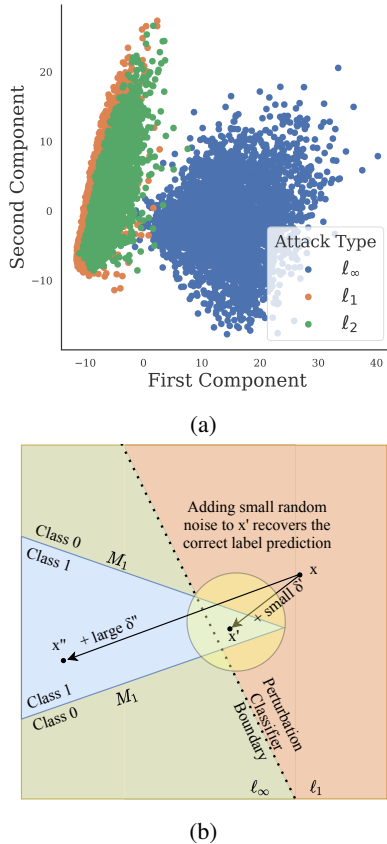 20
10
0
−10
Second Component
−10
0
10
20
30
40
First Component
Attack Type
ℓ∞
ℓ1
ℓ2
(a)
Adding small random
noise to x' recovers the
correct label prediction
Class 0
Class 1
M1
x
+ small δ'
x'
+ large δ''
x''
Class 1
Class 0
M1
Perturbation
Classifier
Boundary
ℓ∞
ℓ1
(b)